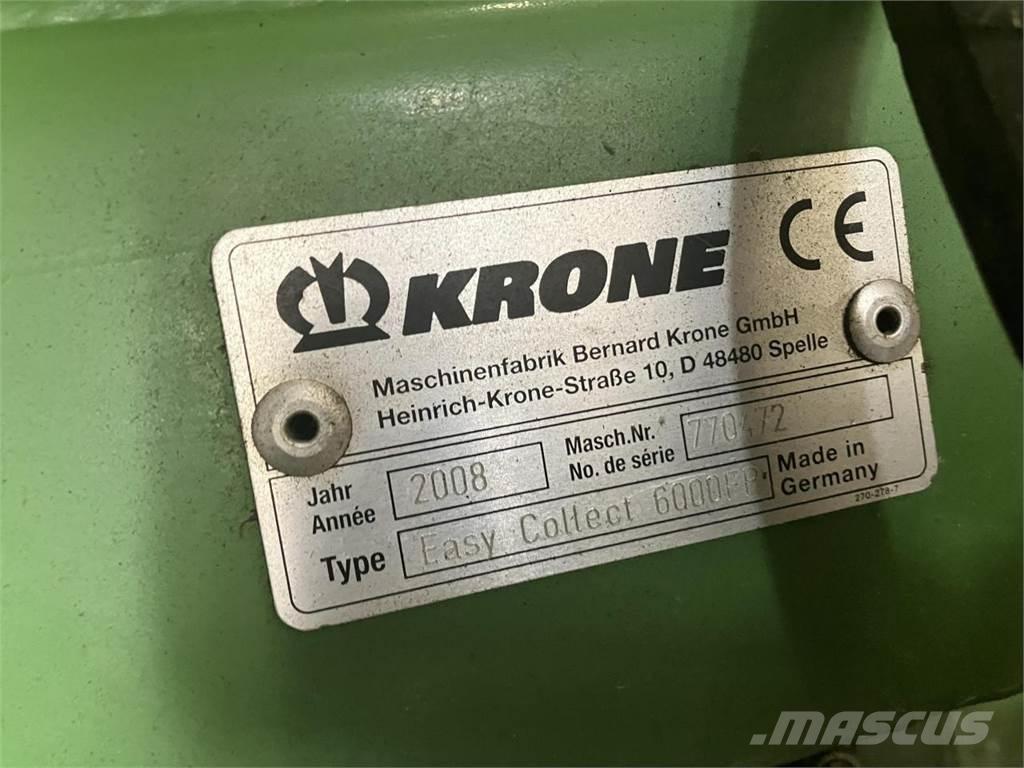 KRONE CE
Maschinenfabrik Bernard Krone GmbH
Heinrich-Krone-Straße 10, D 48480 Spelle
Jahr
Année
2008
Masch.Nr.
No. de série
770472
Type
Easy Collect 6000FP
Made in
Germany
270-278-7
MASCUS